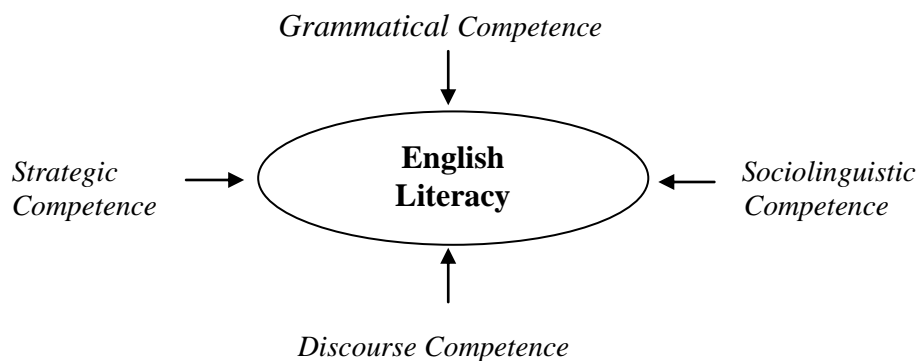 Grammatical Competence
English
Literacy
Strategic
Competence
Sociolinguistic
Competence
Discourse Competence